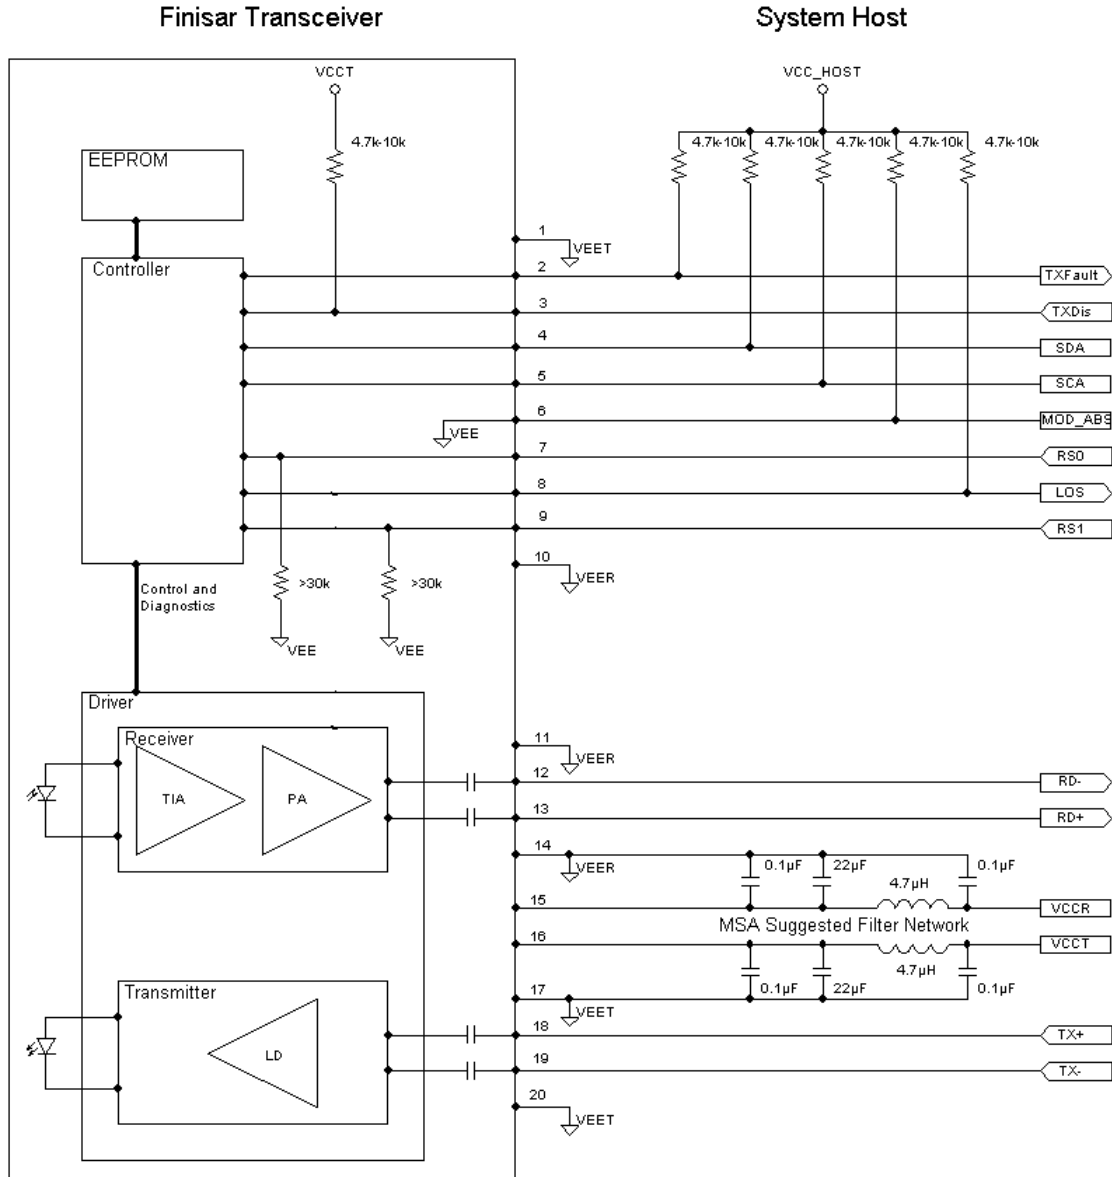 Finisar Transceiver
System Host
VCCT
VCC_HOST
4.7k-10k
4.7k-10k
4.7k-10k
4.7k-10k
4.7k-10k
4.7k-10k
EEPROM
1
VEET
Controller
2
TXFault
3
TXDis
4
SDA
5
SCA
6
VEE
MOD_ABS
7
RS0
8
LOS
9
RS1
10
VEER
>30k
>30k
Control and
Diagnostics
VEE
VEE
Driver
Receiver
11
VEER
12
RD-
TIA
PA
13
RD+
14
VEER
0.1µF
22µF
4.7µH
0.1µF
15
VCCR
MSA Suggested Filter Network
16
VCCT
4.7µH
0.1µF
22µF
0.1µF
Transmitter
17
VEET
18
TX+
LD
19
TX-
20
VEET